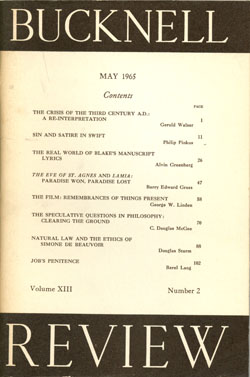 BUCKNELL
MAY 1965
Contents
PAGE
THE CRISIS OF THE THIRD CENTURY A.D.:
A RE-INTERPRETATION 1
Gerold Walser
SIN AND SATIRE IN SWIFT 11
Philip Pinkus
THE REAL WORLD OF BLAKE'S MANUSCRIPT
LYRICS 26
Alvin Greenberg
THE EVE OF ST. AGNES AND LAMIA:
PARADISE WON, PARADISE LOST 47
Barry Edward Gross
THE FILM: REMEMBRANCES OF THINGS PRESENT 58
George W. Linden
THE SPECULATIVE QUESTIONS IN PHILOSOPHY:
CLEARING THE GROUND 70
C. Douglas McGee
NATURAL LAW AND THE ETHICS OF
SIMONE DE BEAUVOIR 88
Douglas Sturm
JOB'S PENITENCE 102
Berel Lang
Volume XIII Number 2
REVIEW